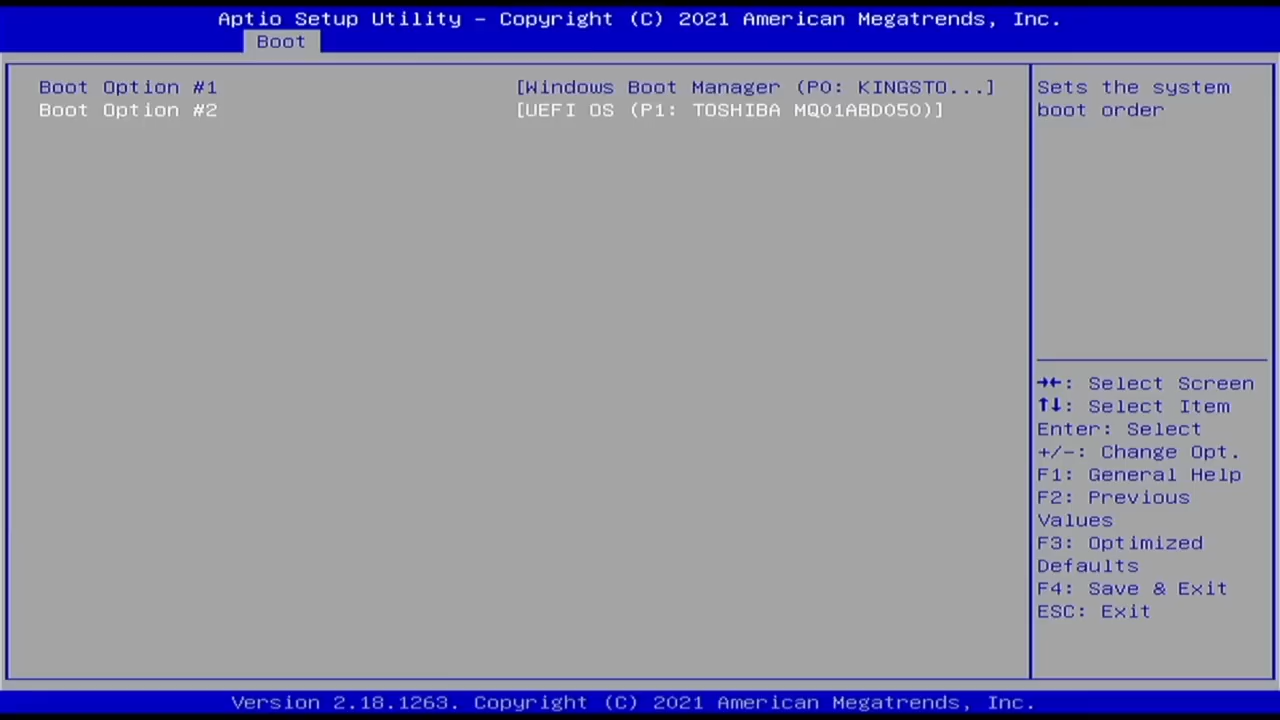 Aptio Setup Utility – Copyright (C) 2021 American Megatrends, Inc.
Boot
Boot Option #1 [Windows Boot Manager (P0: KINGSTO...]
Boot Option #2 [UEFI OS (P1: TOSHIBA MQ01ABD050)]
Sets the system
boot order
→←: Select Screen
↑↓: Select Item
Enter: Select
+/-: Change Opt.
F1: General Help
F2: Previous
Values
F3: Optimized
Defaults
F4: Save & Exit
ESC: Exit
Version 2.18.1263. Copyright (C) 2021 American Megatrends, Inc.